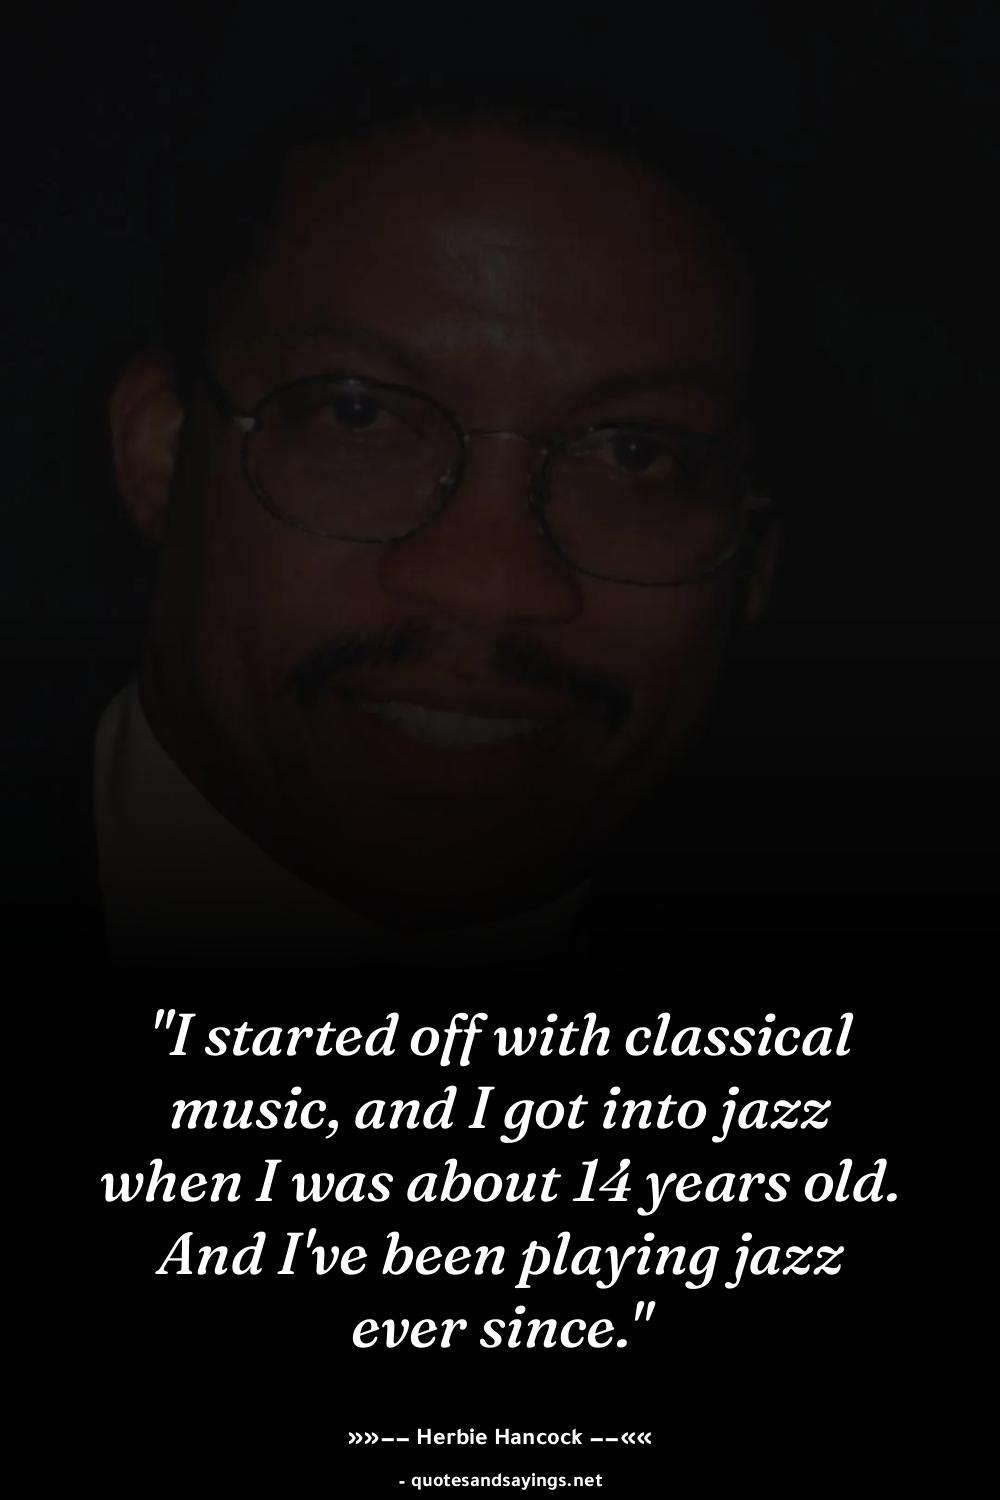 "I started off with classical
music, and I got into jazz
when I was about 14 years old.
And I've been playing jazz
ever since."
»»–– Herbie Hancock ––««
- quotesandsayings.net